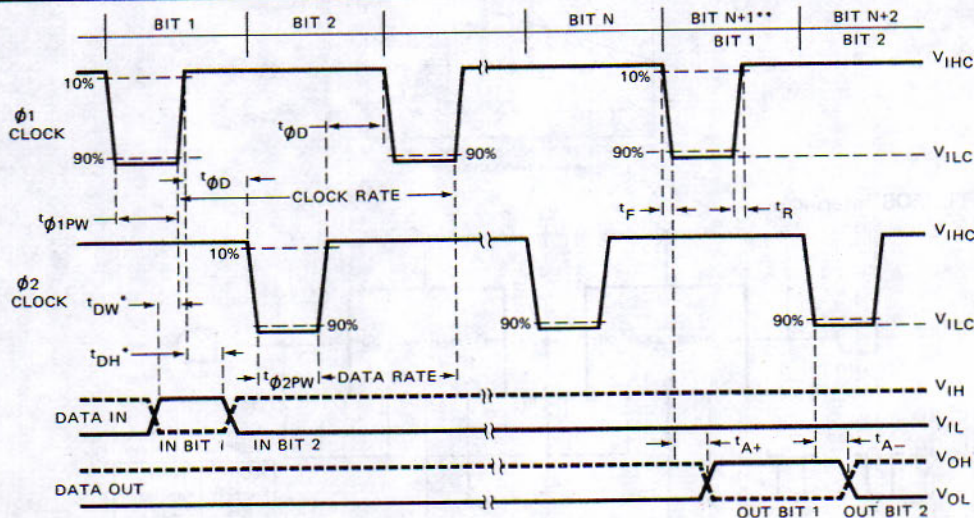 BIT 1 BIT 2 BIT N BIT N+1** BIT N+2
BIT 1 BIT 2
10% 10% VIHC
φ1
CLOCK
tφD
90% 90% 90% VILC
tφD
CLOCK RATE
tφ1PW
tF tR
VIHC
10%
φ2
CLOCK
tDW*
90% 90% 90% VILC
tDH*
tφ2PW DATA RATE
VIH
DATA IN
VIL
IN BIT 1 IN BIT 2
tA+ tA−
VOH
DATA OUT
VOL
OUT BIT 1 OUT BIT 2